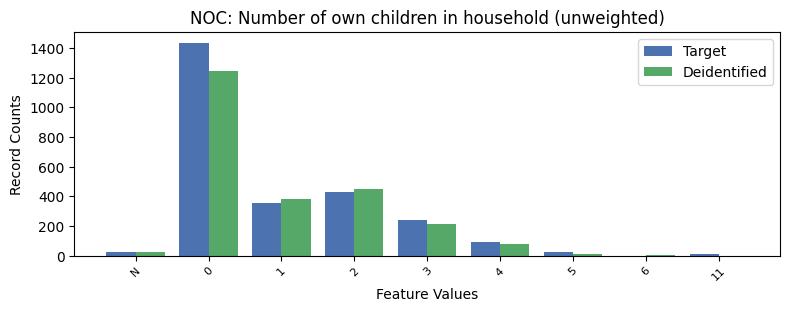 NOC: Number of own children in household (unweighted)
Target
Deidentified
Record Counts
1400
1200
1000
800
600
400
200
0
N 0 1 2 3 4 5 6 11
Feature Values